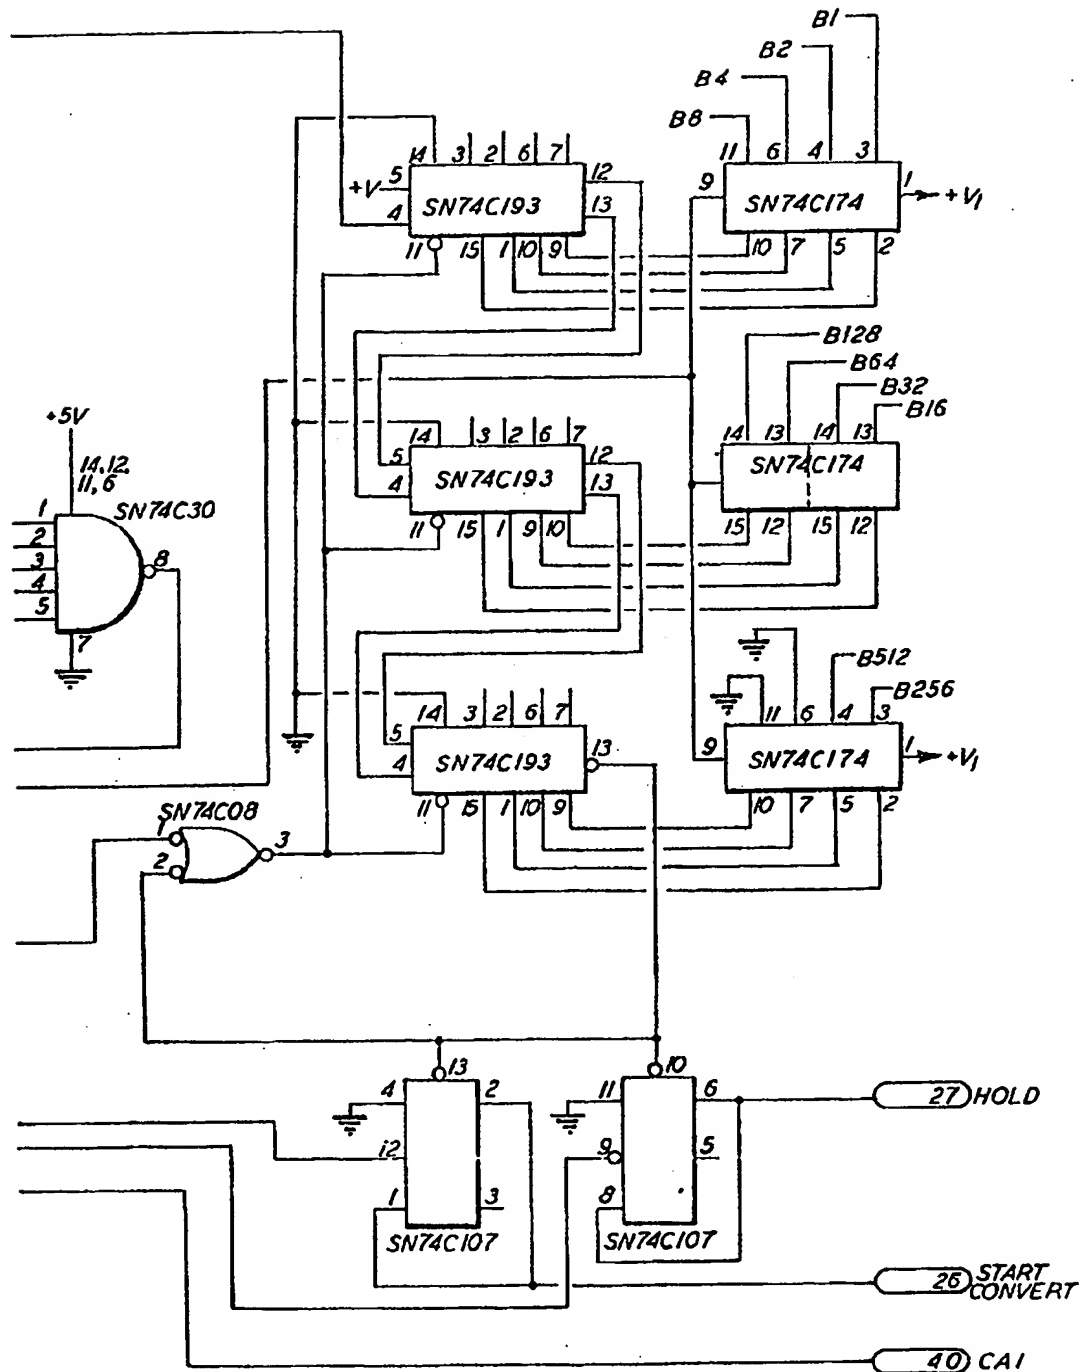 B1
B2
B4
B8
14 3 2 6 7
11 6 4 3
5 12
+V
9 1 +V1
SN74C193
SN74C174
4 13
11 15 1 10 9
10 7 5 2
B128
B64
B32
B16
+5V
14 3 2 6 7
14 13 14 13
14, 12,
11, 6
5 12
SN74C193
SN74C174
4 13
SN74C30
1
2
3
4
5
8
7
11 15 1 9 10
15 12 15 12
B512
B256
14 3 2 6 7
11 6 4 3
5 13
4
SN74C193
9 SN74C174 1 +V1
11 15 1 10 9
10 7 5 2
SN74C08
1
2
3
13
10
4 2
11 6
27 HOLD
12
9 5
1 3
8
SN74C107
SN74C107
26 START
CONVERT
40 CA1